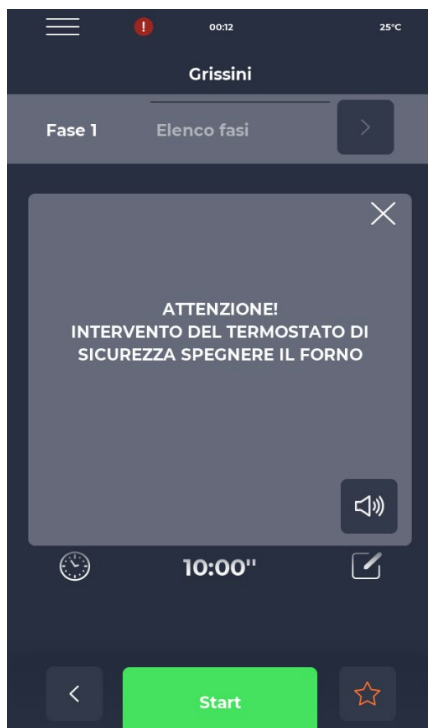 00:12 25°C
Grissini
Fase 1 Elenco fasi
ATTENZIONE!
INTERVENTO DEL TERMOSTATO DI
SICUREZZA SPEGNERE IL FORNO
10:00"
Start